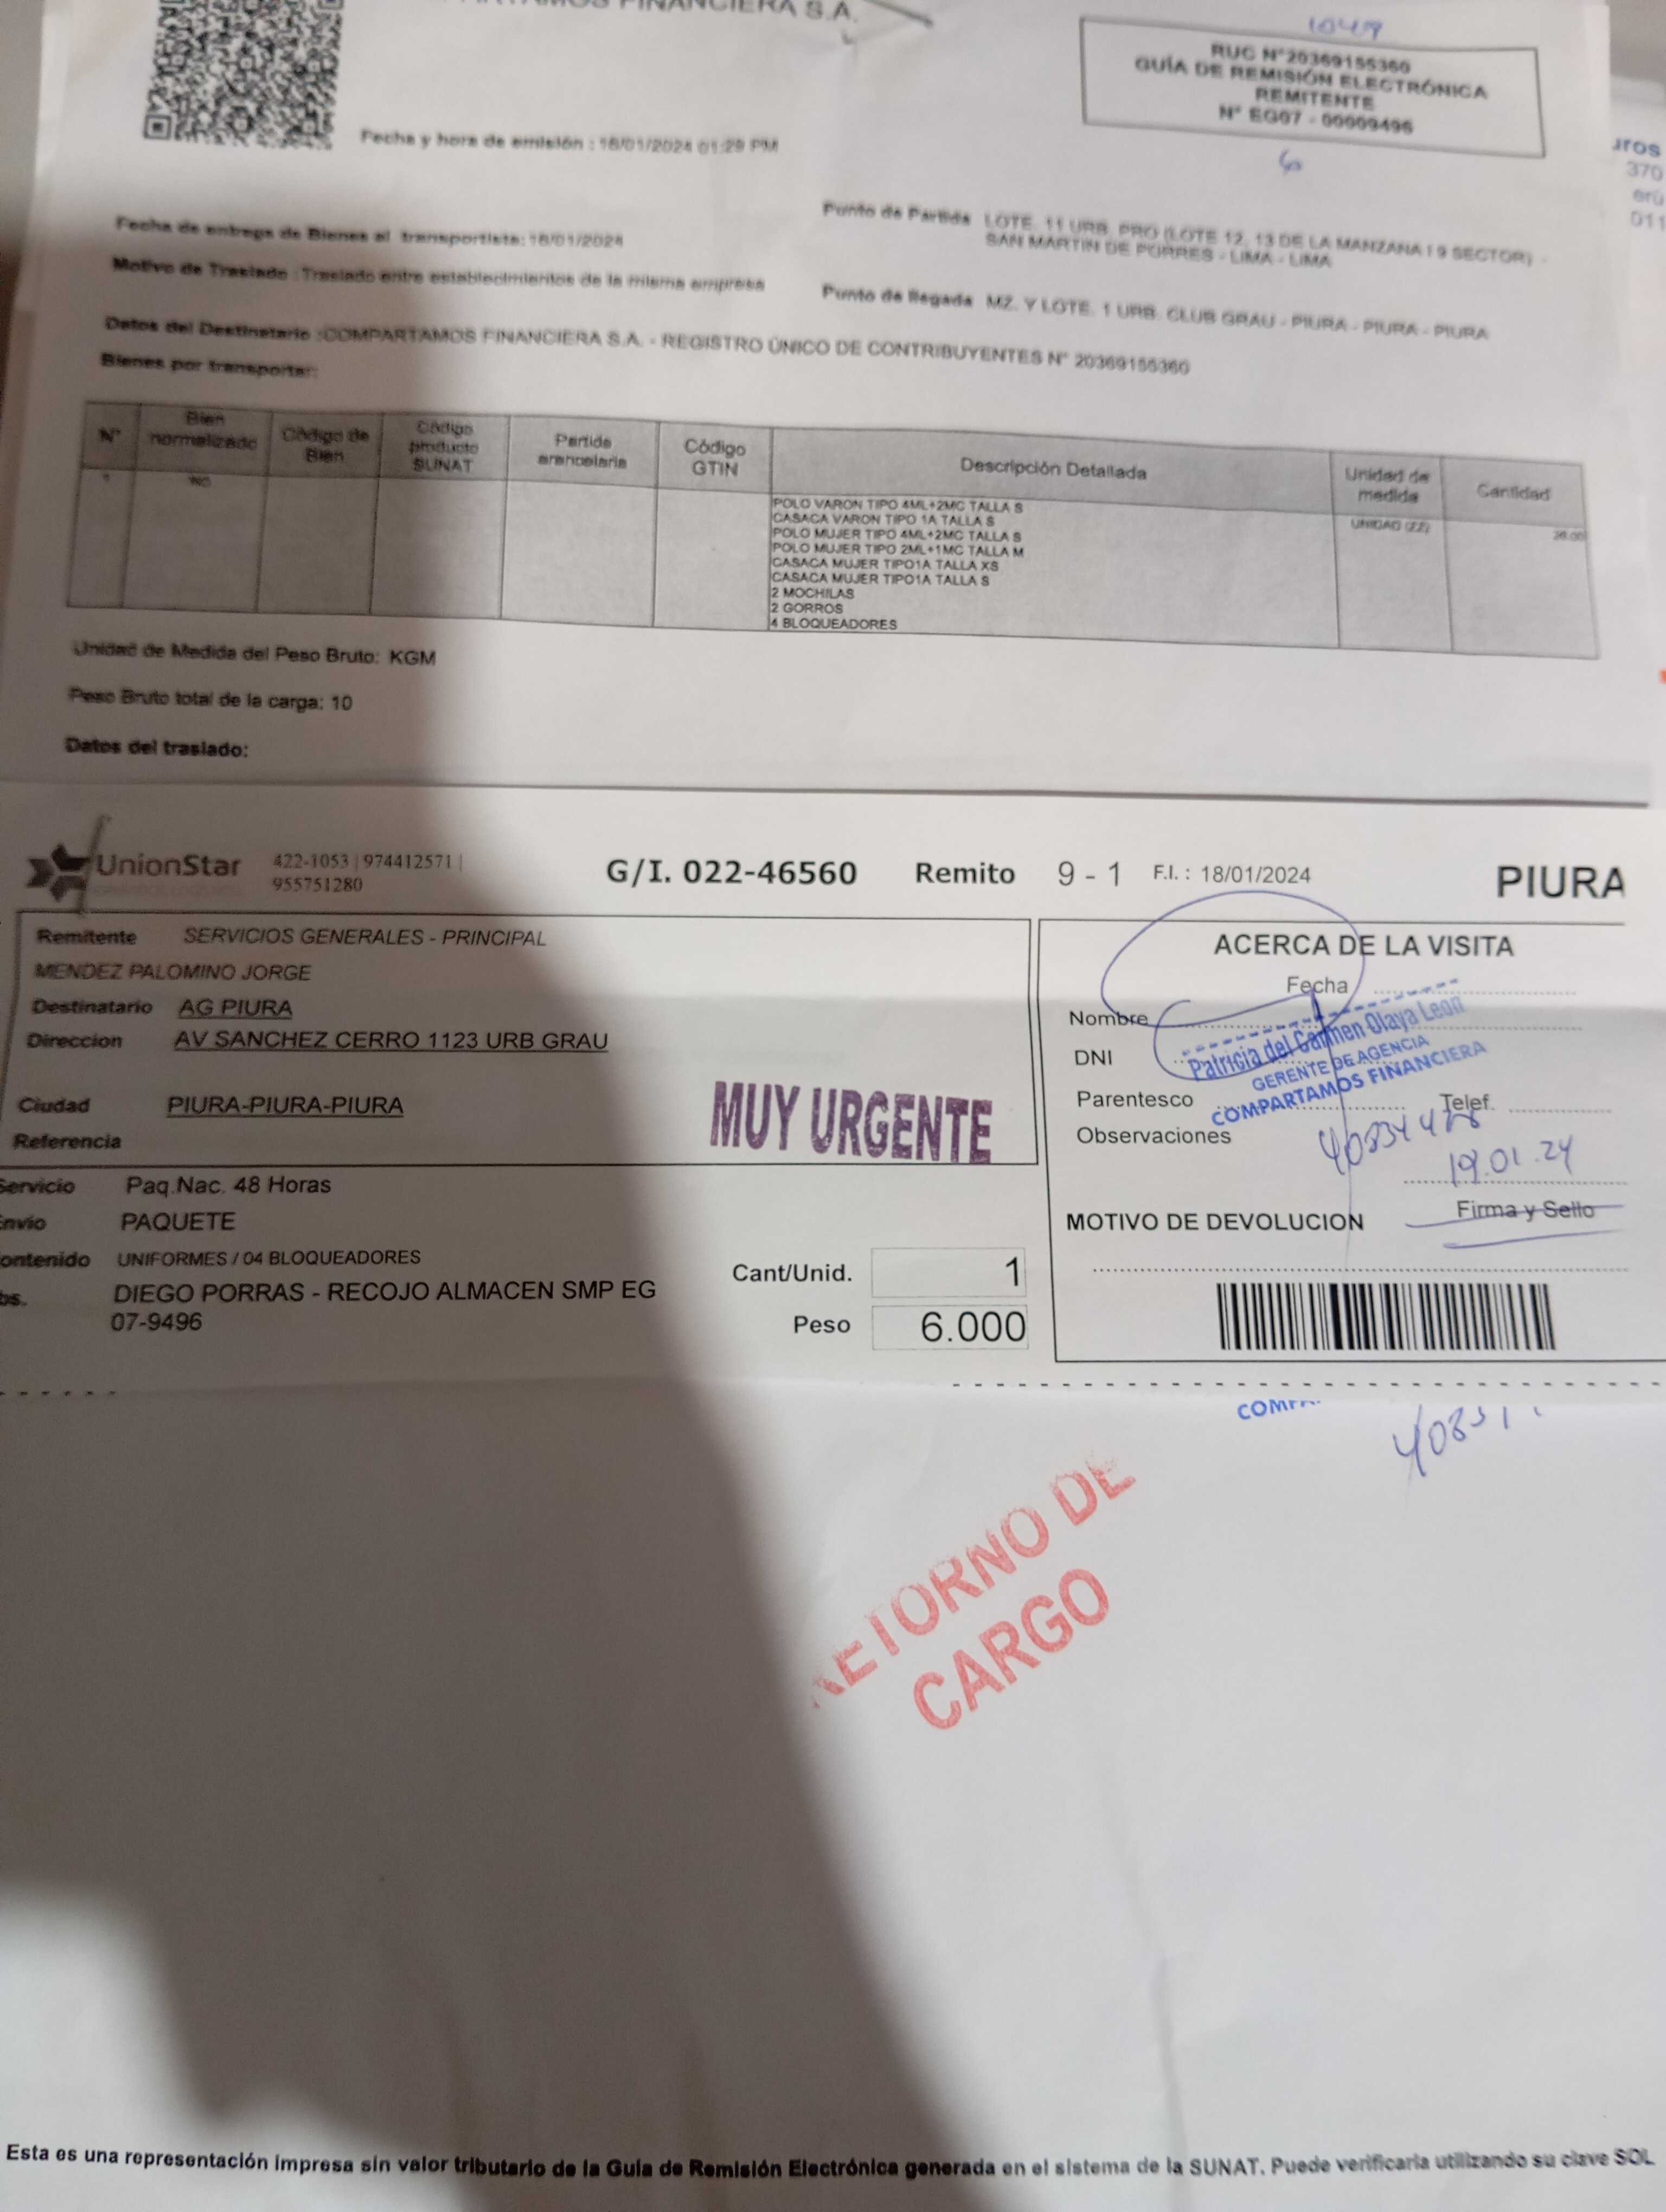 FINANCIERA S.A.
RUC N°20369155360
GUÍA DE REMISIÓN ELECTRÓNICA
REMITENTE
N° EG07 - 00009496
Fecha y hora de emisión : 18/01/2024 01:29 PM
uros
370
erú
011
Fecha de entrega de Bienes al transportista: 18/01/2024
Punto de Partida LOTE. 11 URB. PRO (LOTE 12, 13 DE LA MANZANA I 9 SECTOR) -
SAN MARTIN DE PORRES - LIMA - LIMA
Motivo de Traslado : Traslado entre establecimientos de la misma empresa
Punto de llegada MZ. Y LOTE. 1 URB. CLUB GRAU - PIURA - PIURA - PIURA
Datos del Destinatario :COMPARTAMOS FINANCIERA S.A. - REGISTRO ÚNICO DE CONTRIBUYENTES N° 20369155360
Bienes por transportar:
N° Bien normalizado Código de Bien Código producto SUNAT Partida arancelaria Código GTIN Descripción Detallada Unidad de medida Cantidad
1 NO POLO VARON TIPO 4ML+2MC TALLA S UNIDAD (ZZ)
CASACA VARON TIPO 1A TALLA S
POLO MUJER TIPO 4ML+2MC TALLA S
POLO MUJER TIPO 2ML+1MC TALLA M
CASACA MUJER TIPO1A TALLA XS
CASACA MUJER TIPO1A TALLA S
2 MOCHILAS
2 GORROS
4 BLOQUEADORES
Unidad de Medida del Peso Bruto: KGM
Peso Bruto total de la carga: 10
Datos del traslado:
UnionStar 422-1053 | 974412571 |
955751280
G/I. 022-46560 Remito 9 - 1 F.I. : 18/01/2024 PIURA
Remitente SERVICIOS GENERALES - PRINCIPAL
MENDEZ PALOMINO JORGE
Destinatario AG PIURA
Direccion AV SANCHEZ CERRO 1123 URB GRAU
Ciudad PIURA-PIURA-PIURA
Referencia
MUY URGENTE
Servicio Paq.Nac. 48 Horas
Envio PAQUETE
ontenido UNIFORMES / 04 BLOQUEADORES
bs. DIEGO PORRAS - RECOJO ALMACEN SMP EG
07-9496
Cant/Unid. 1
Peso 6.000
ACERCA DE LA VISITA
Fecha
Nombre
DNI
Parentesco
Telef.
Observaciones
Patricia del Carmen Olaya Leon
GERENTE DE AGENCIA
COMPARTAMOS FINANCIERA
19.01.24
Firma y Sello
MOTIVO DE DEVOLUCION
RETORNO DE
CARGO
Esta es una representación impresa sin valor tributario de la Guía de Remisión Electrónica generada en el sistema de la SUNAT. Puede verificarla utilizando su clave SOL